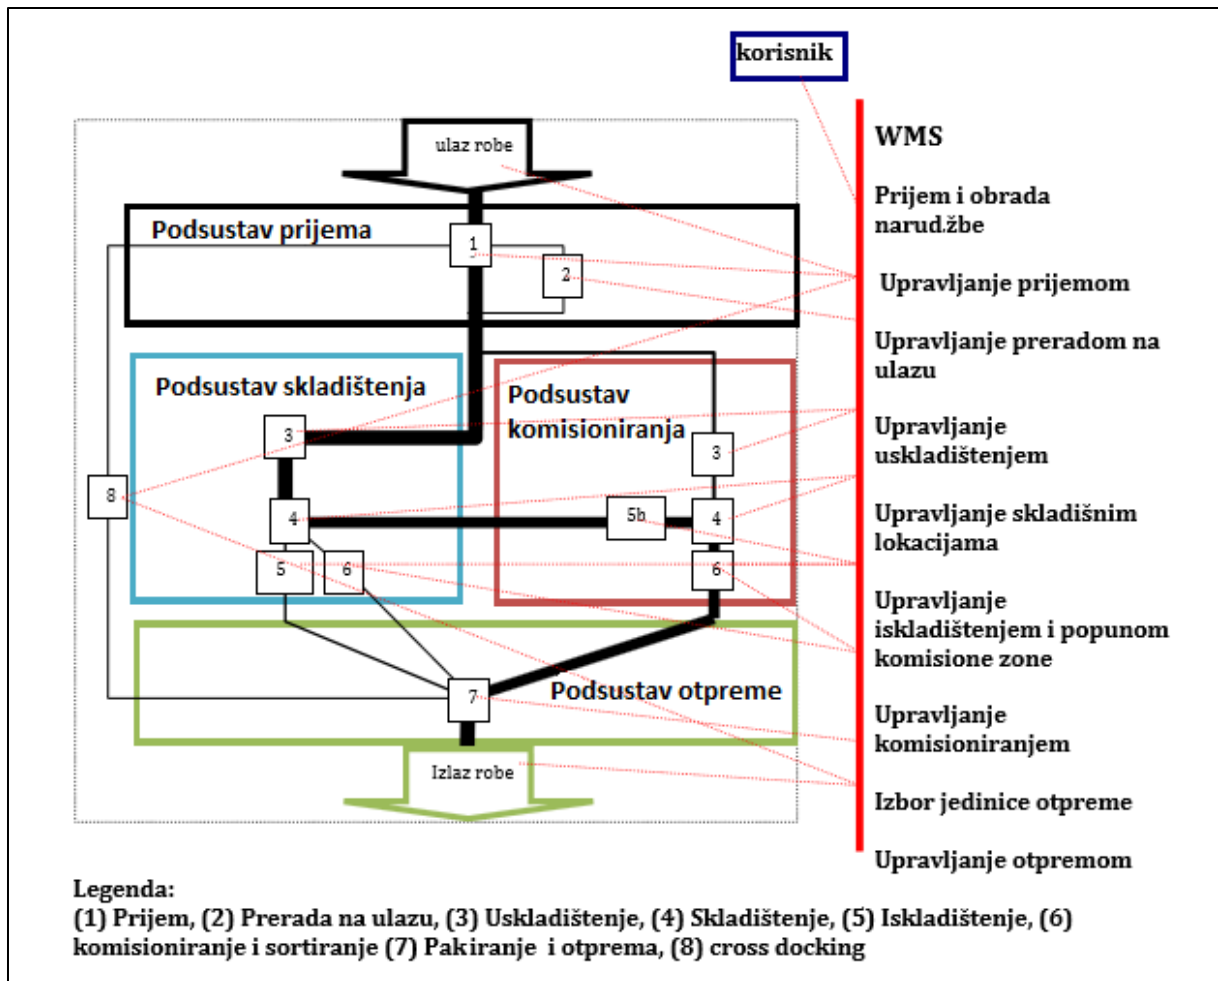 korisnik
ulaz robe
Podsustav prijema
1
2
Podsustav skladištenja
Podsustav
komisioniranja
3
3
8
4
5b
4
5
6
6
7
Podsustav otpreme
Izlaz robe
WMS
Prijem i obrada
narudžbe
Upravljanje prijemom
Upravljanje preradom na
ulazu
Upravljanje
uskladištenjem
Upravljanje skladišnim
lokacijama
Upravljanje
iskladištenjem i popunom
komisione zone
Upravljanje
komisioniranjem
Izbor jedinice otpreme
Upravljanje otpremom
Legenda:
(1) Prijem, (2) Prerada na ulazu, (3) Uskladištenje, (4) Skladištenje, (5) Iskladištenje, (6)
komisioniranje i sortiranje (7) Pakiranje i otprema, (8) cross docking